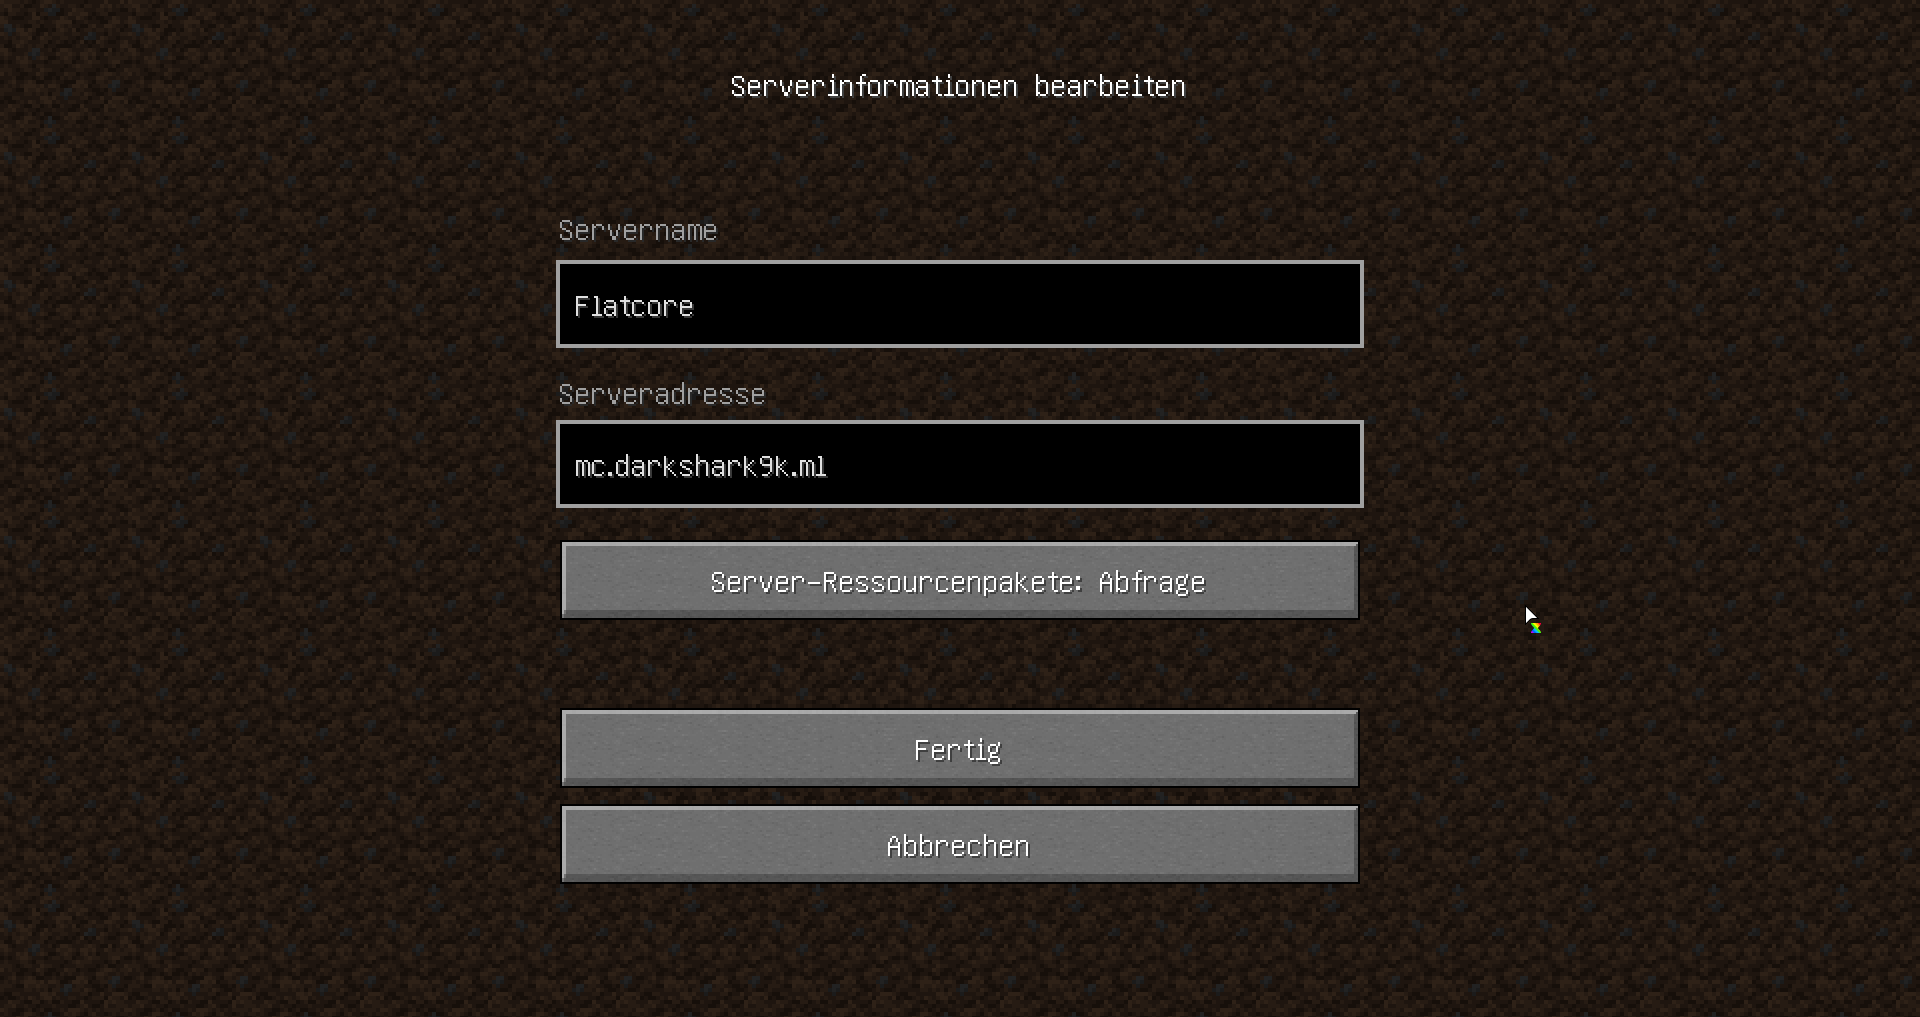 Serverinformationen bearbeiten
Servername
Flatcore
Serveradresse
mc.darkshark9k.ml
Server-Ressourcenpakete: Abfrage
Fertig
Abbrechen